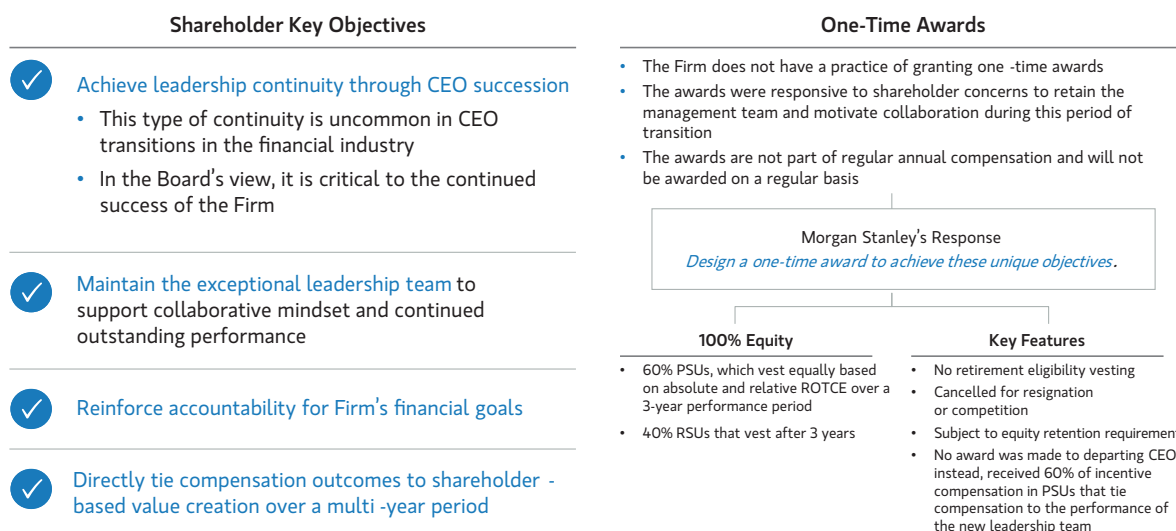 Shareholder Key Objectives
Achieve leadership continuity through CEO succession
• This type of continuity is uncommon in CEO
transitions in the financial industry
• In the Board's view, it is critical to the continued
success of the Firm
Maintain the exceptional leadership team to
support collaborative mindset and continued
outstanding performance
Reinforce accountability for Firm's financial goals
Directly tie compensation outcomes to shareholder -
based value creation over a multi -year period
One-Time Awards
• The Firm does not have a practice of granting one -time awards
• The awards were responsive to shareholder concerns to retain the
management team and motivate collaboration during this period of
transition
• The awards are not part of regular annual compensation and will not
be awarded on a regular basis
Morgan Stanley's Response
Design a one-time award to achieve these unique objectives.
100% Equity
• 60% PSUs, which vest equally based
on absolute and relative ROTCE over a
3-year performance period
• 40% RSUs that vest after 3 years
Key Features
• No retirement eligibility vesting
• Cancelled for resignation
or competition
• Subject to equity retention requirement
• No award was made to departing CEO
instead, received 60% of incentive
compensation in PSUs that tie
compensation to the performance of
the new leadership team